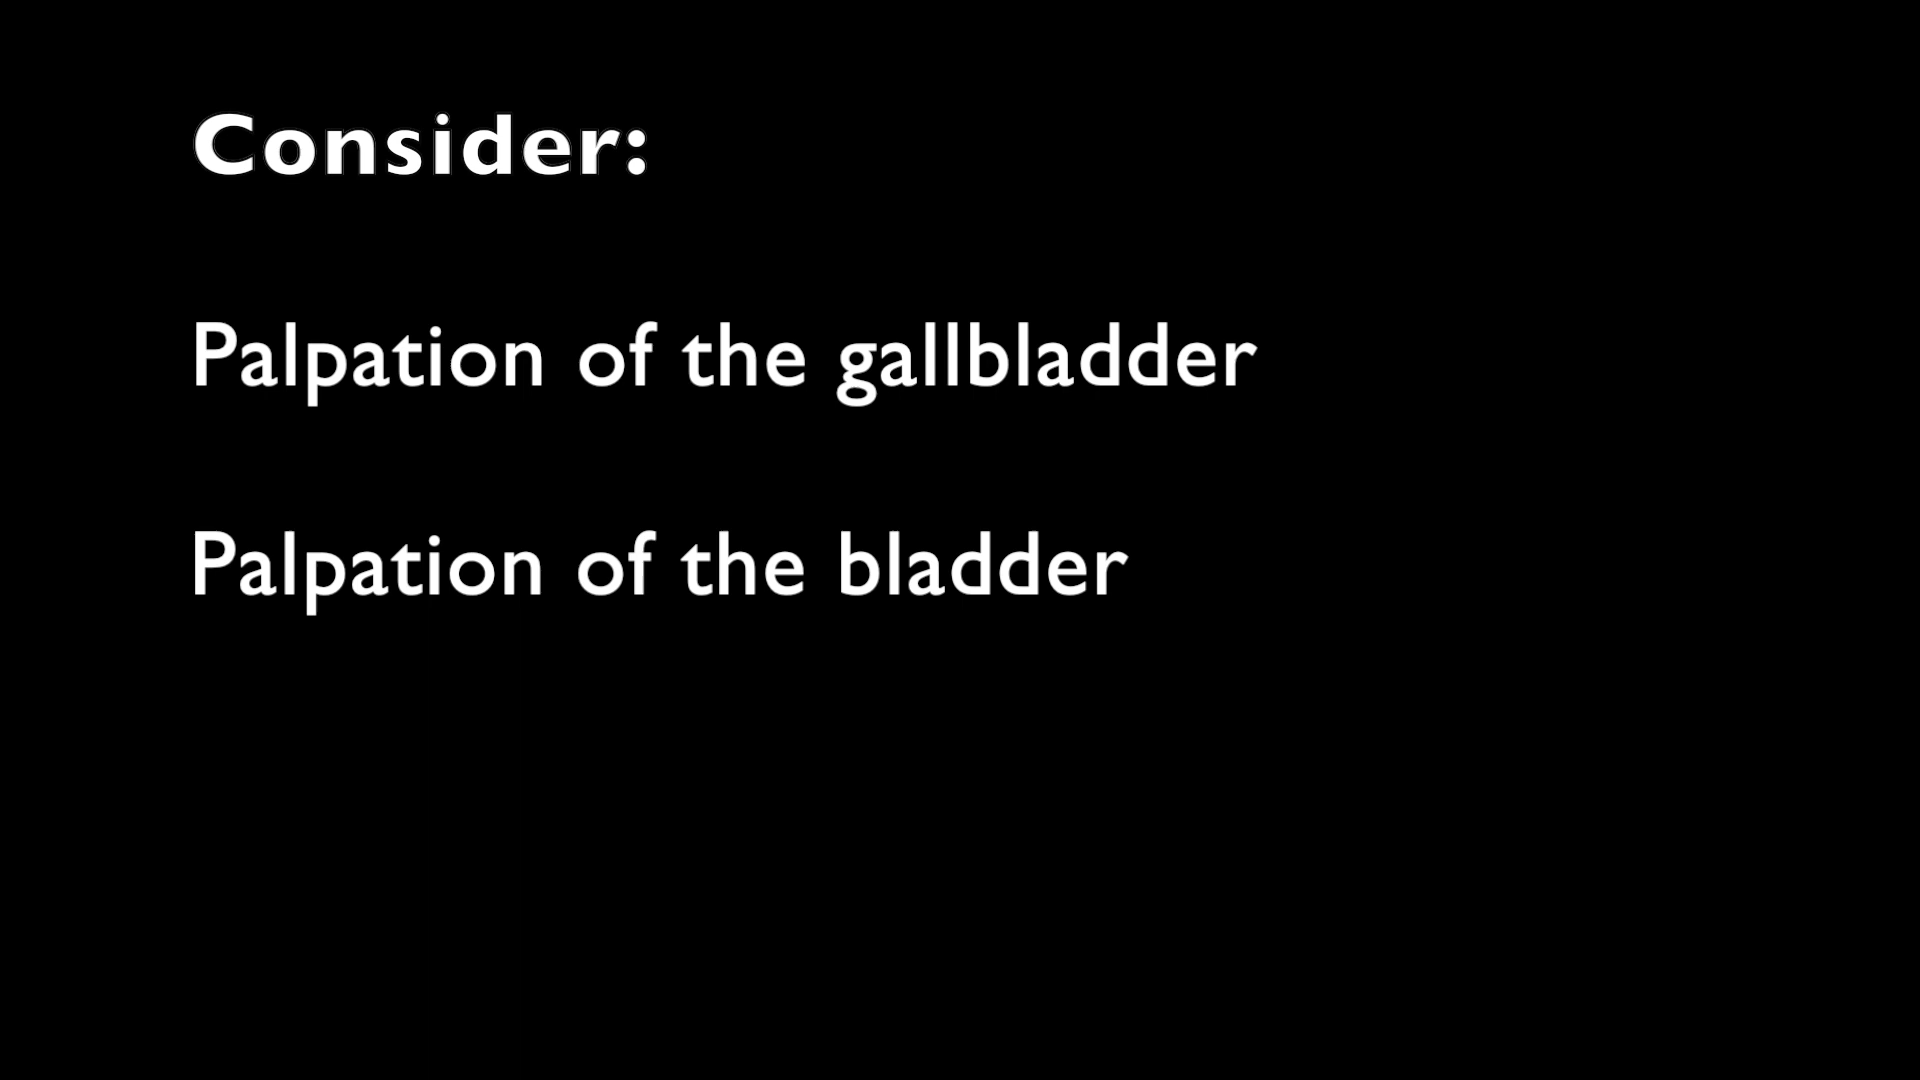 Consider:
Palpation of the gallbladder
Palpation of the bladder